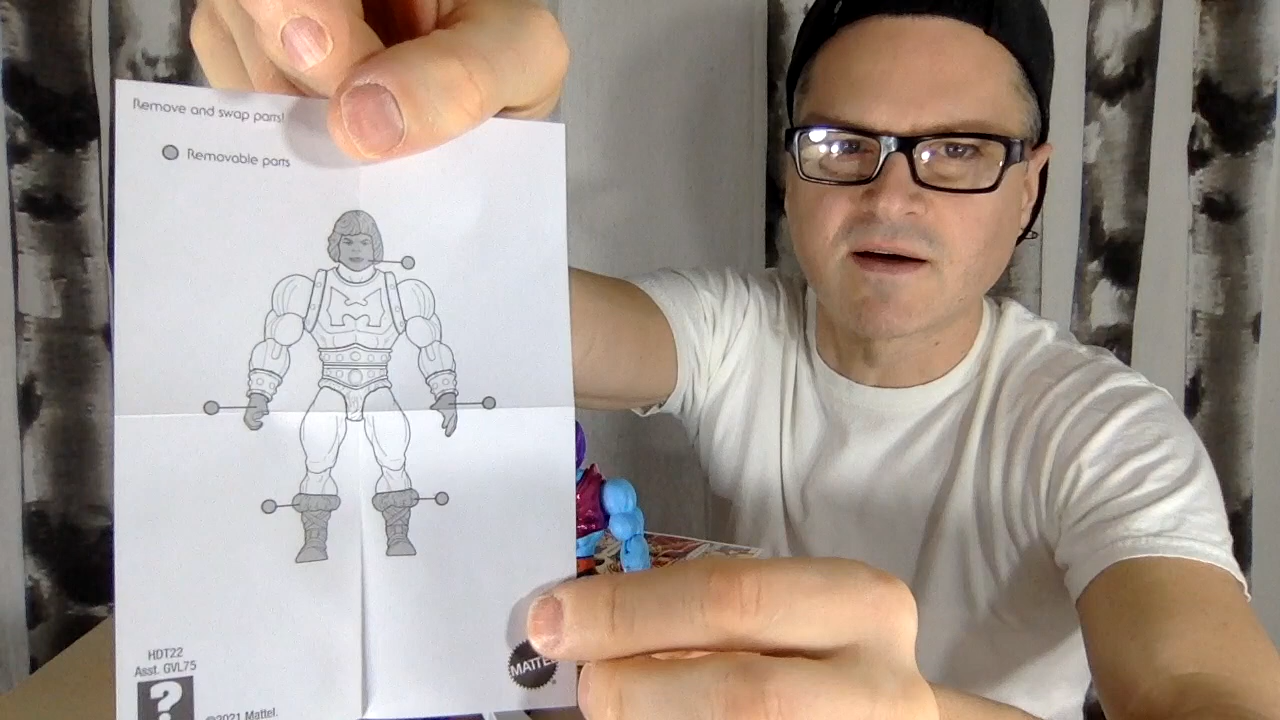 Remove and swap parts!
Removable parts
HDT22
Asst. GVL75
?
©2021 Mattel.
MATTEL
®